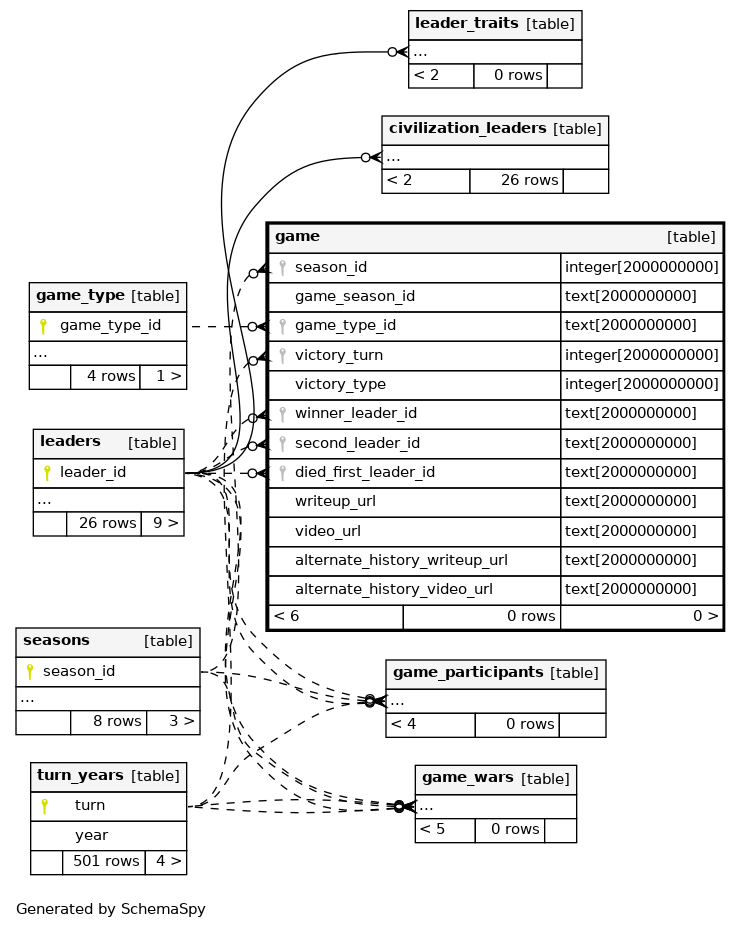 leader_traits [table]
...
< 2 0 rows
civilization_leaders [table]
...
< 2 26 rows
game [table]
season_id integer[2000000000]
game_season_id text[2000000000]
game_type_id text[2000000000]
victory_turn integer[2000000000]
victory_type integer[2000000000]
winner_leader_id text[2000000000]
second_leader_id text[2000000000]
died_first_leader_id text[2000000000]
writeup_url text[2000000000]
video_url text[2000000000]
alternate_history_writeup_url text[2000000000]
alternate_history_video_url text[2000000000]
< 6 0 rows 0 >
game_type [table]
game_type_id
...
4 rows 1 >
leaders [table]
leader_id
...
26 rows 9 >
seasons [table]
season_id
...
8 rows 3 >
turn_years [table]
turn
year
501 rows 4 >
game_participants [table]
...
< 4 0 rows
game_wars [table]
...
< 5 0 rows
Generated by SchemaSpy